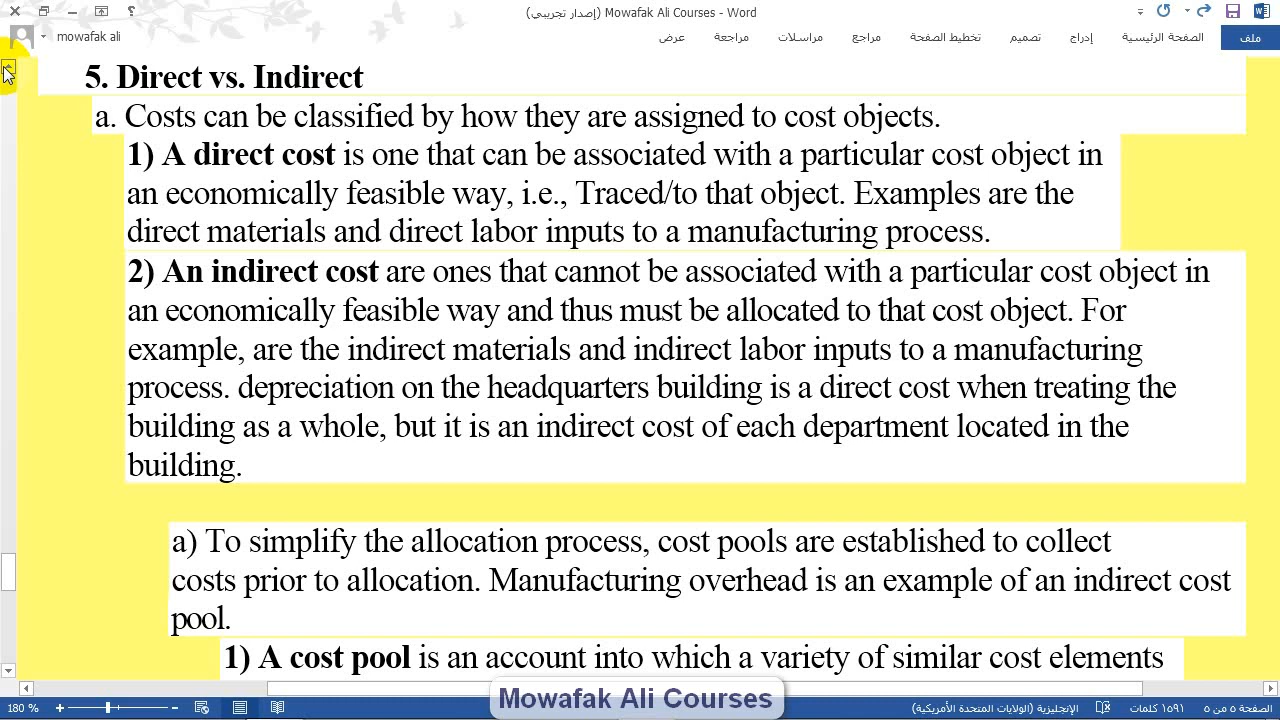 Mowafak Ali Courses - Word (إصدار تجريبي)
mowafak ali
ملف
الصفحة الرئيسية
إدراج
تصميم
تخطيط الصفحة
مراجع
مراسلات
مراجعة
عرض
5. Direct vs. Indirect
a. Costs can be classified by how they are assigned to cost objects.
1) A direct cost is one that can be associated with a particular cost object in
an economically feasible way, i.e., Traced/to that object. Examples are the
direct materials and direct labor inputs to a manufacturing process.
2) An indirect cost are ones that cannot be associated with a particular cost object in
an economically feasible way and thus must be allocated to that cost object. For
example, are the indirect materials and indirect labor inputs to a manufacturing
process. depreciation on the headquarters building is a direct cost when treating the
building as a whole, but it is an indirect cost of each department located in the
building.
a) To simplify the allocation process, cost pools are established to collect
costs prior to allocation. Manufacturing overhead is an example of an indirect cost
pool.
1) A cost pool is an account into which a variety of similar cost elements
Mowafak Ali Courses
180 %
الإنجليزية (الولايات المتحدة الأمريكية)
١٥٩١ كلمات
الصفحة ٥ من ٥